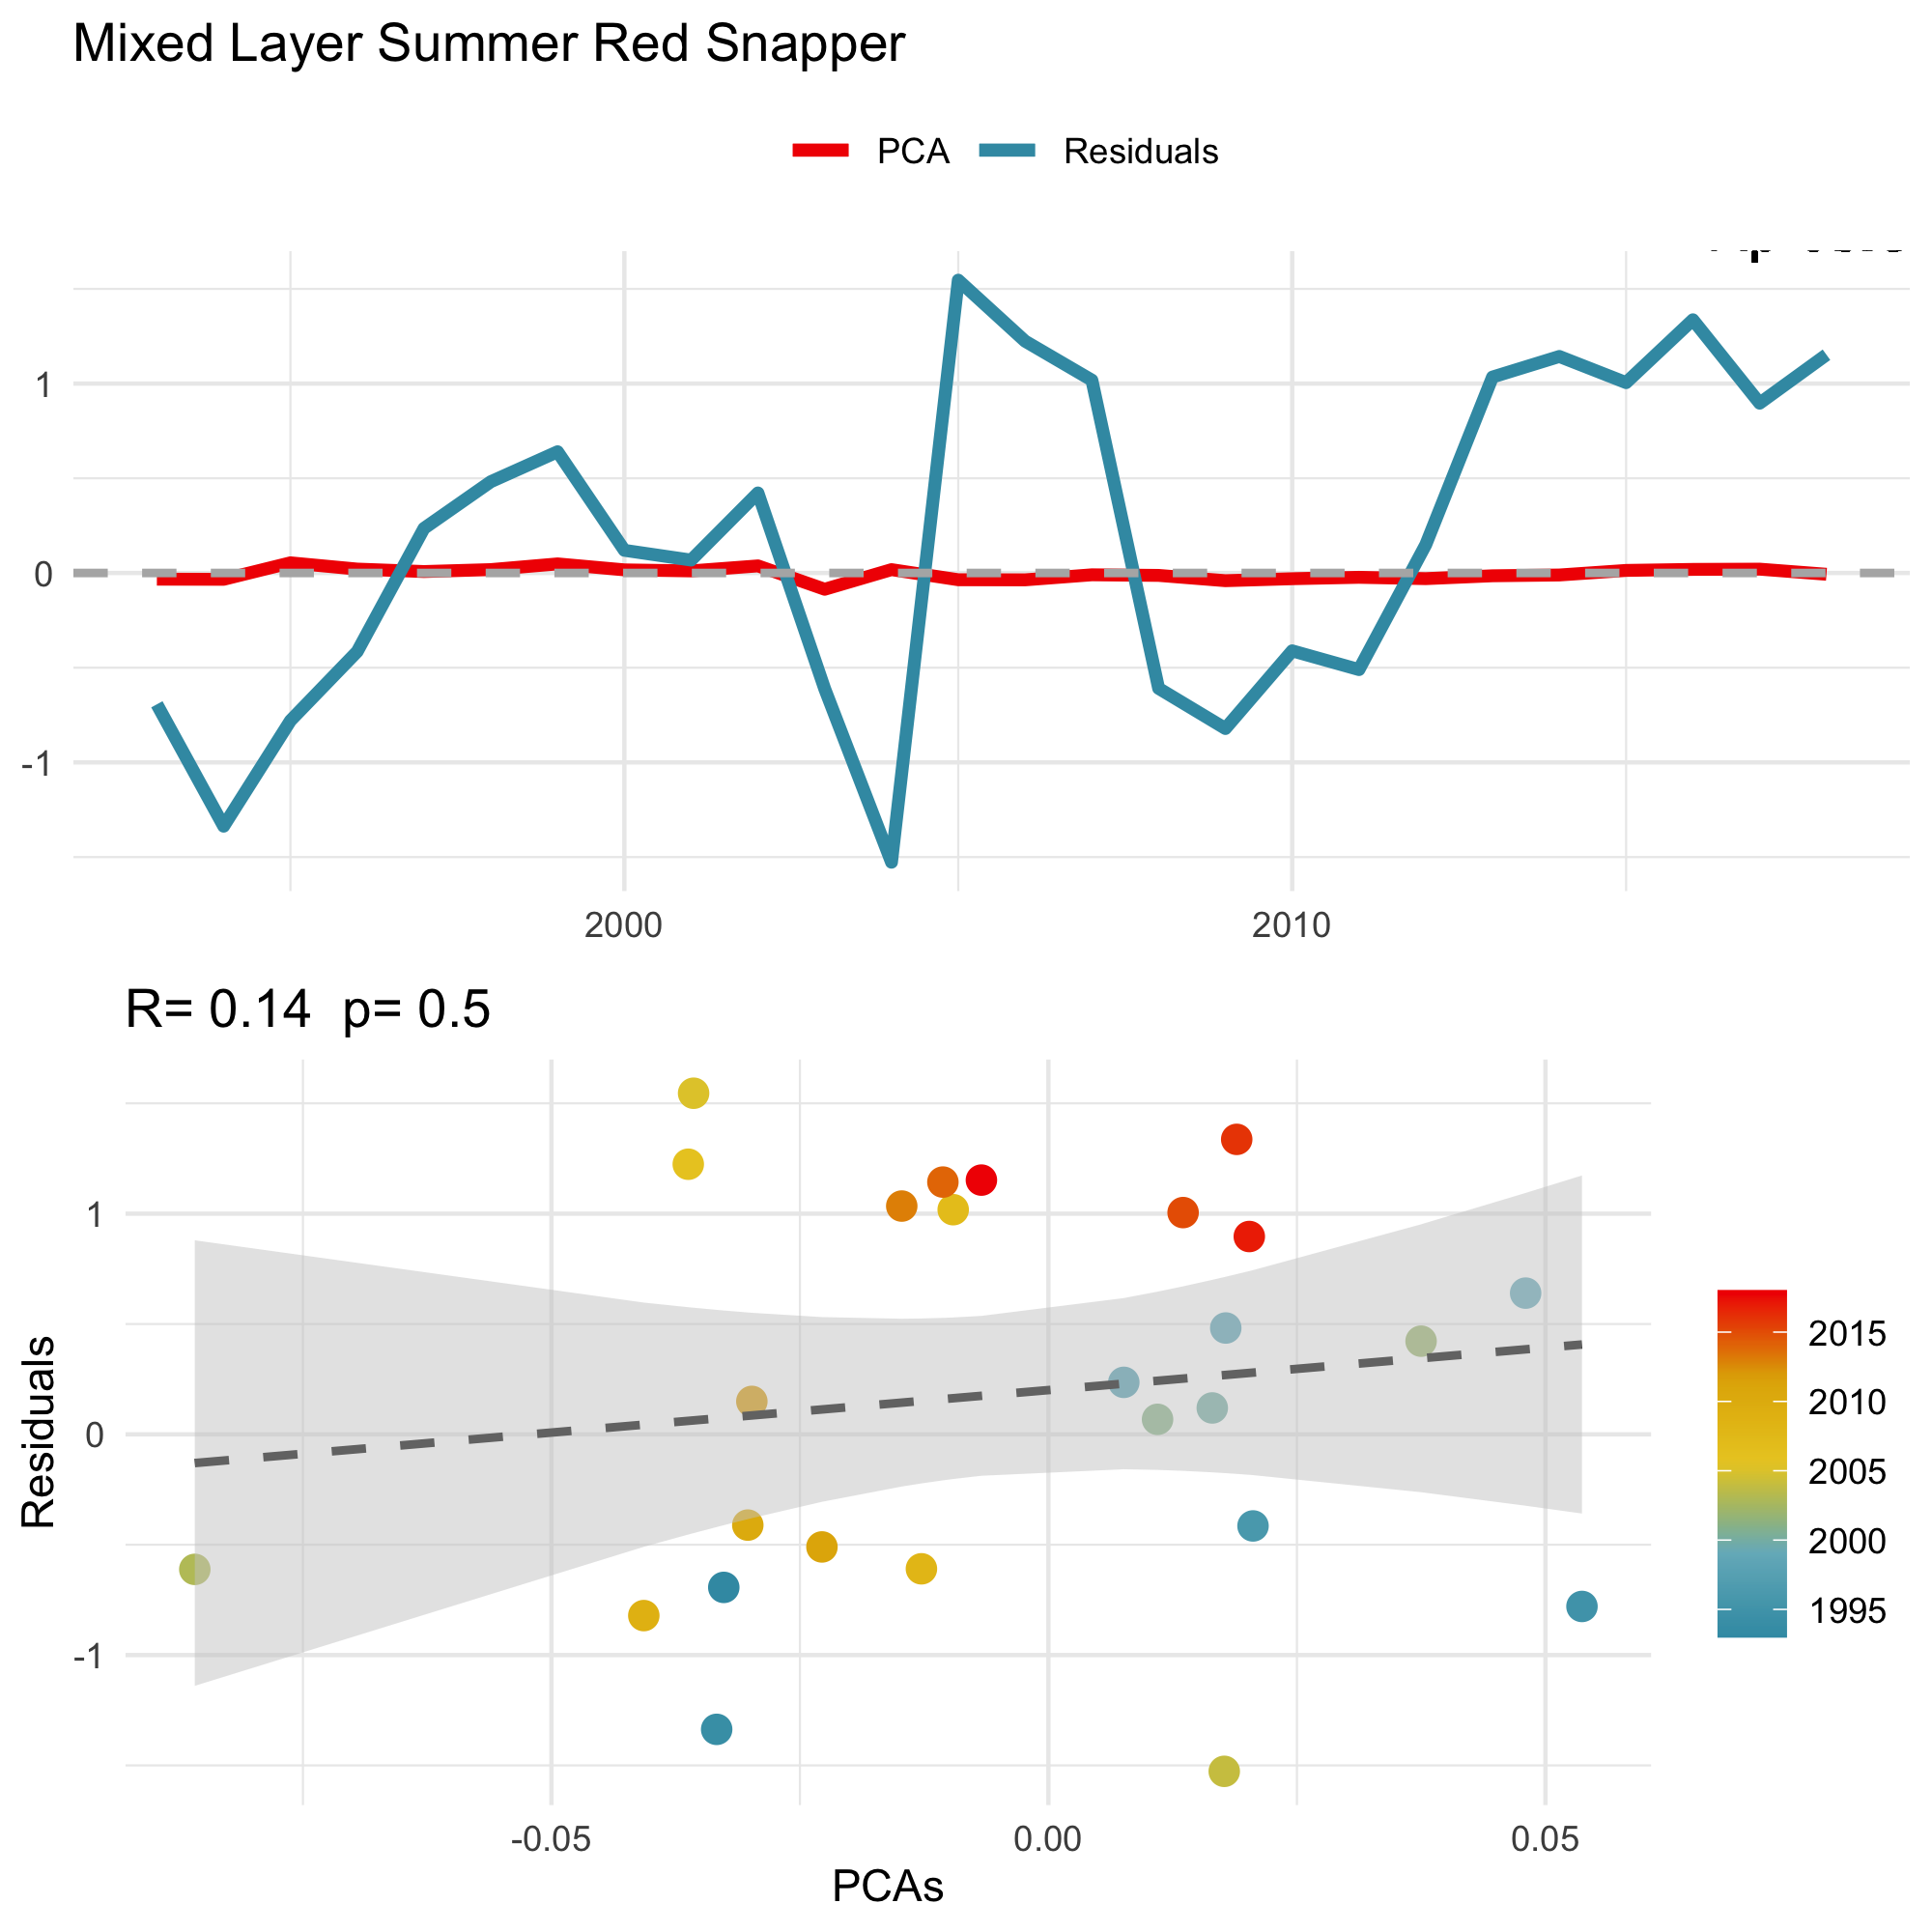 Mixed Layer Summer Red Snapper
PCA Residuals
1
0
-1
2000 2010
R= 0.14 p= 0.5
Residuals
1
0
-1
-0.05 0.00 0.05
PCAs
2015
2010
2005
2000
1995